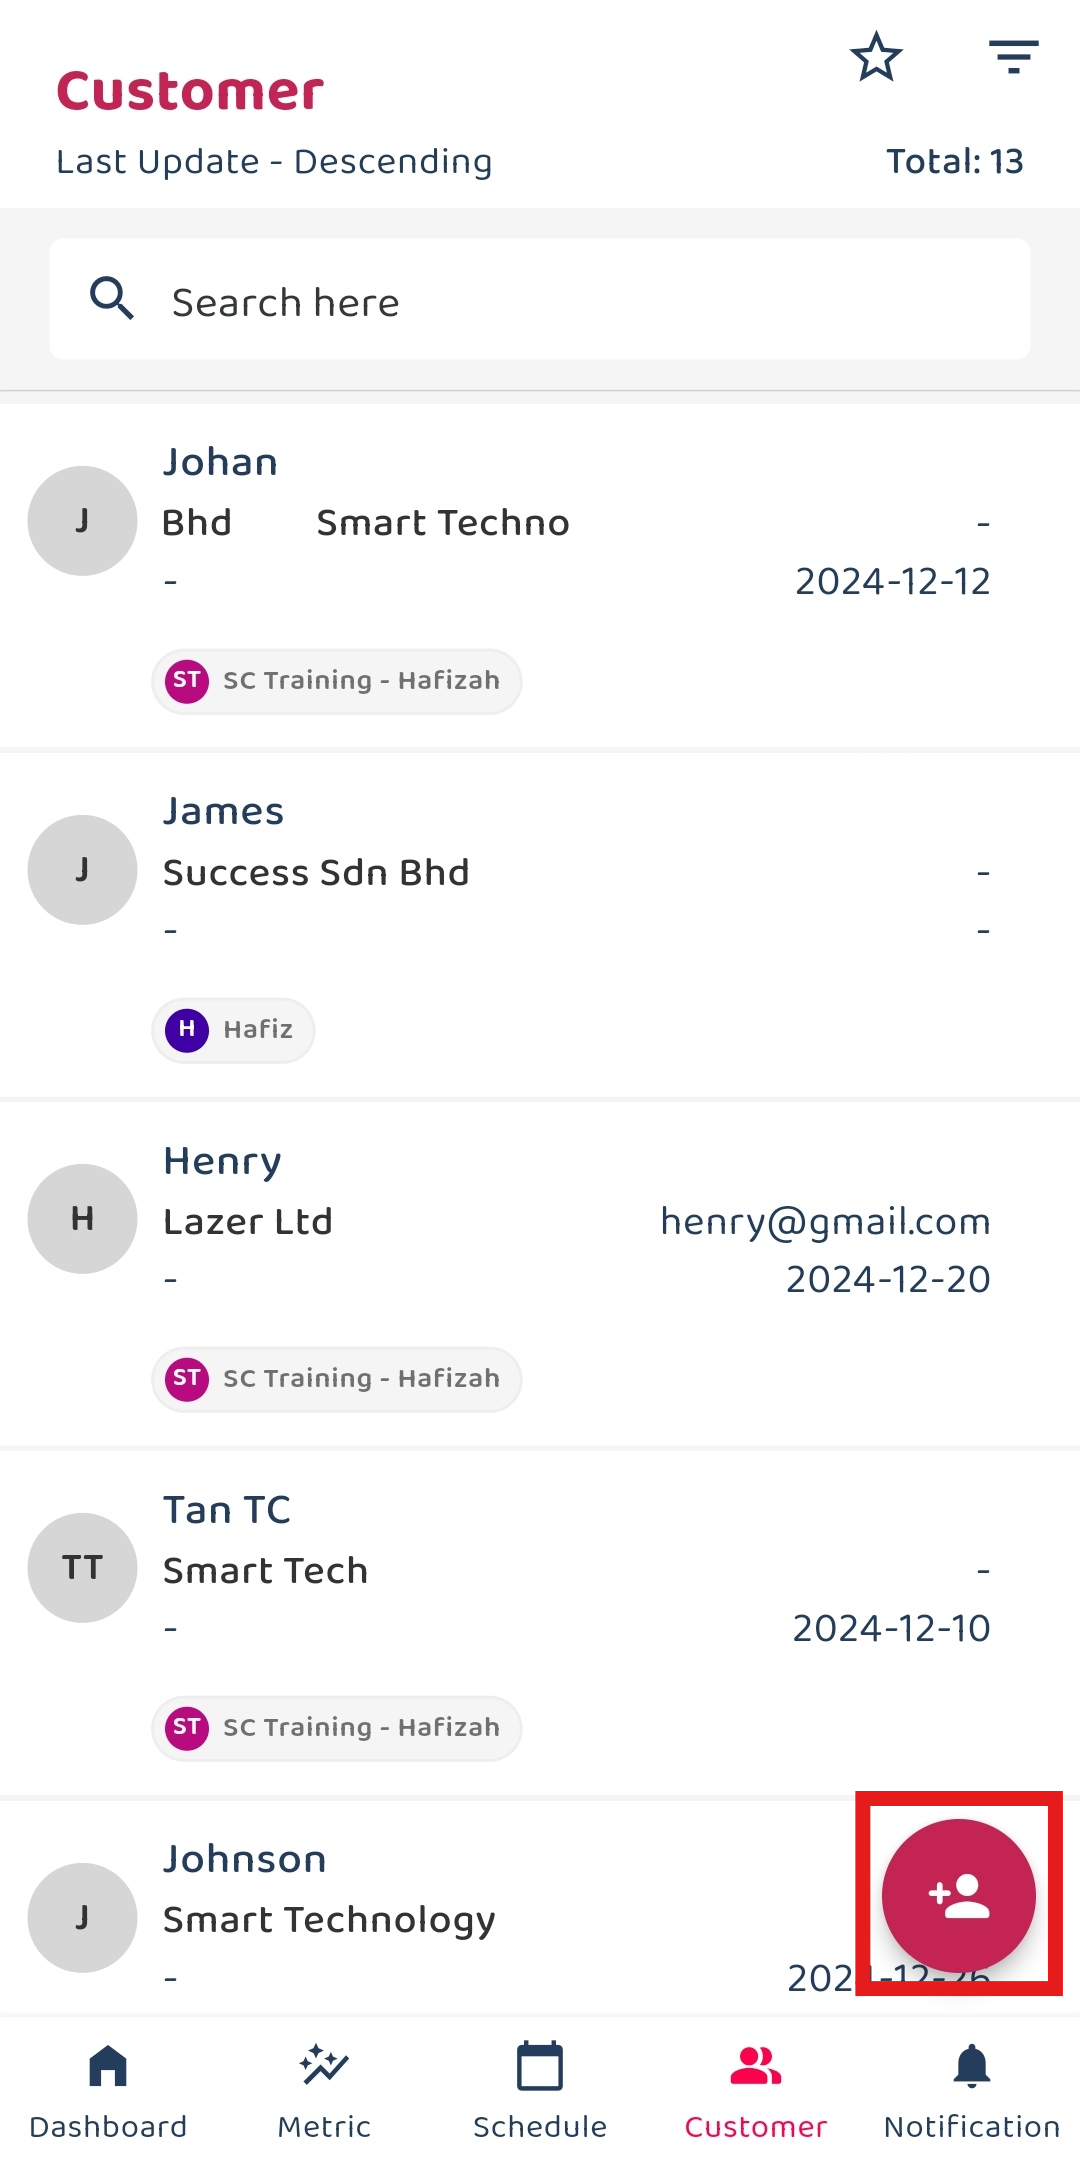 Customer
Last Update - Descending
Total: 13
Search here
J
Johan
Bhd Smart Techno -
- 2024-12-12
ST SC Training - Hafizah
J
James
Success Sdn Bhd -
- -
H Hafiz
H
Henry
Lazer Ltd henry@gmail.com
- 2024-12-20
ST SC Training - Hafizah
TT
Tan TC
Smart Tech -
- 2024-12-10
ST SC Training - Hafizah
J
Johnson
Smart Technology
- 2024-12-26
Dashboard Metric Schedule Customer Notification